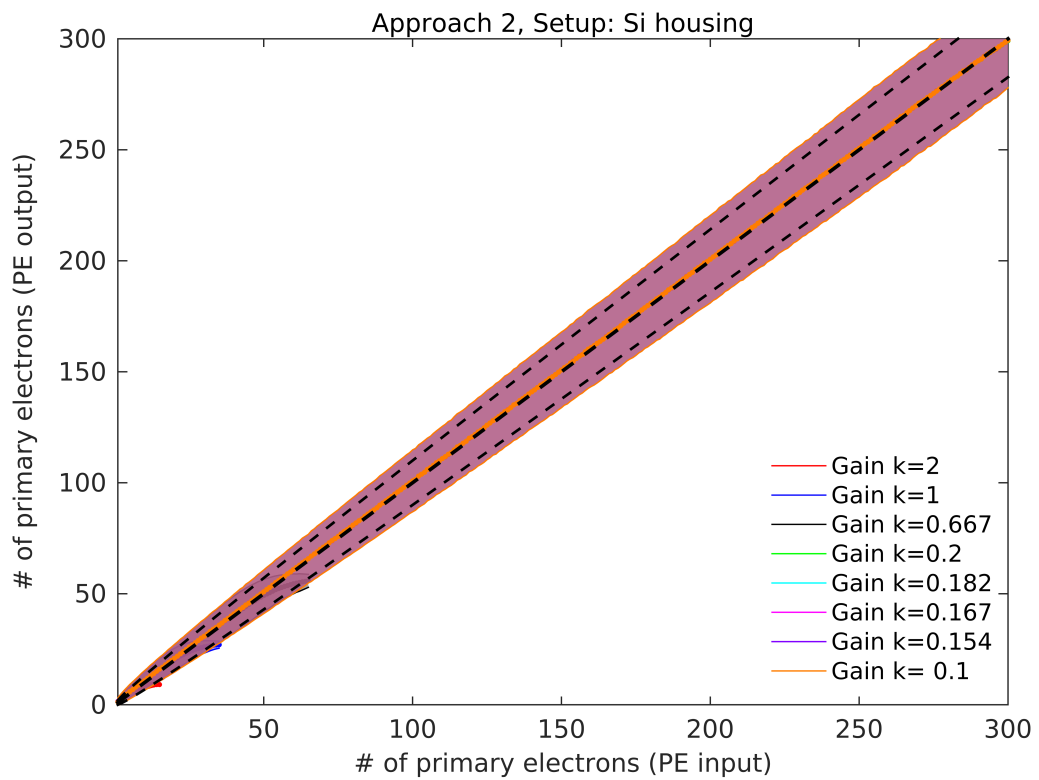 Approach 2, Setup: Si housing
# of primary electrons (PE output)
300
250
200
150
100
50
0
Gain k=2
Gain k=1
Gain k=0.667
Gain k=0.2
Gain k=0.182
Gain k=0.167
Gain k=0.154
Gain k= 0.1
50
100
150
200
250
300
# of primary electrons (PE input)